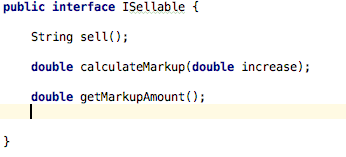 public interface ISellable {
String sell();
double calculateMarkup(double increase);
double getMarkupAmount();
}